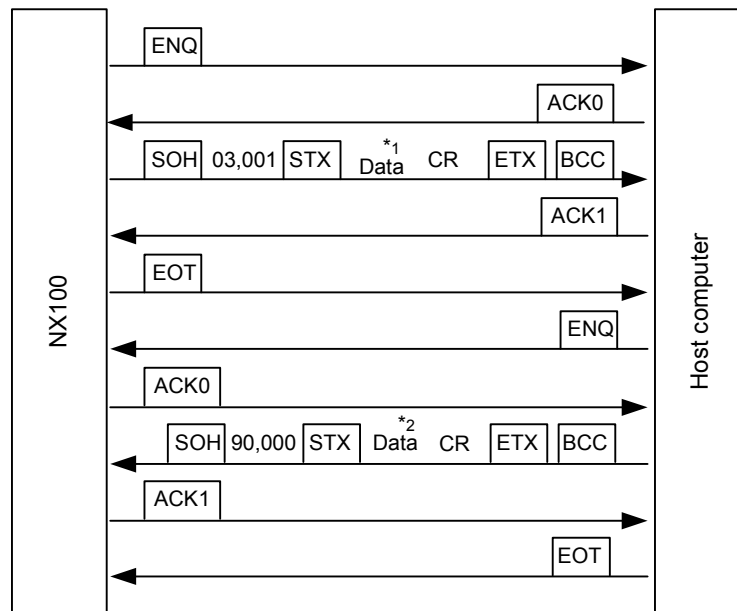 NX100
ENQ
ACK0
SOH 03,001 STX *1 Data CR ETX BCC
ACK1
EOT
ENQ
ACK0
SOH 90,000 STX *2 Data CR ETX BCC
ACK1
EOT
Host computer